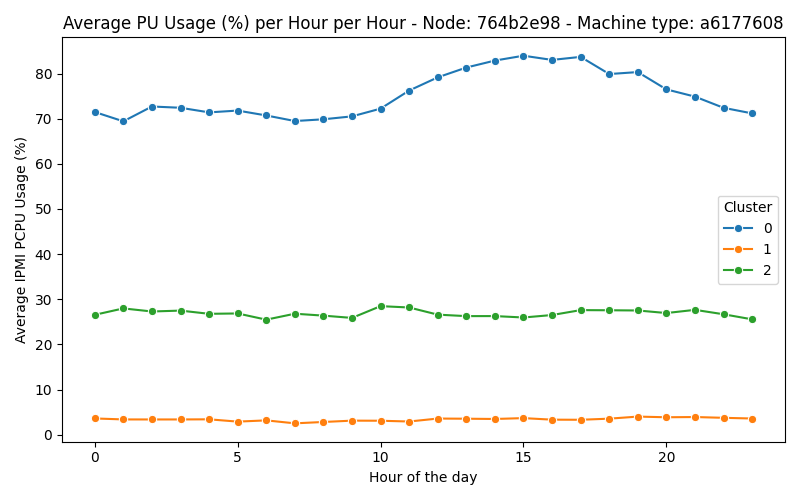 Average PU Usage (%) per Hour per Hour - Node: 764b2e98 - Machine type: a6177608
Average IPMI PCPU Usage (%)
80
70
60
50
40
30
20
10
0
Cluster
0
1
2
0 5 10 15 20
Hour of the day